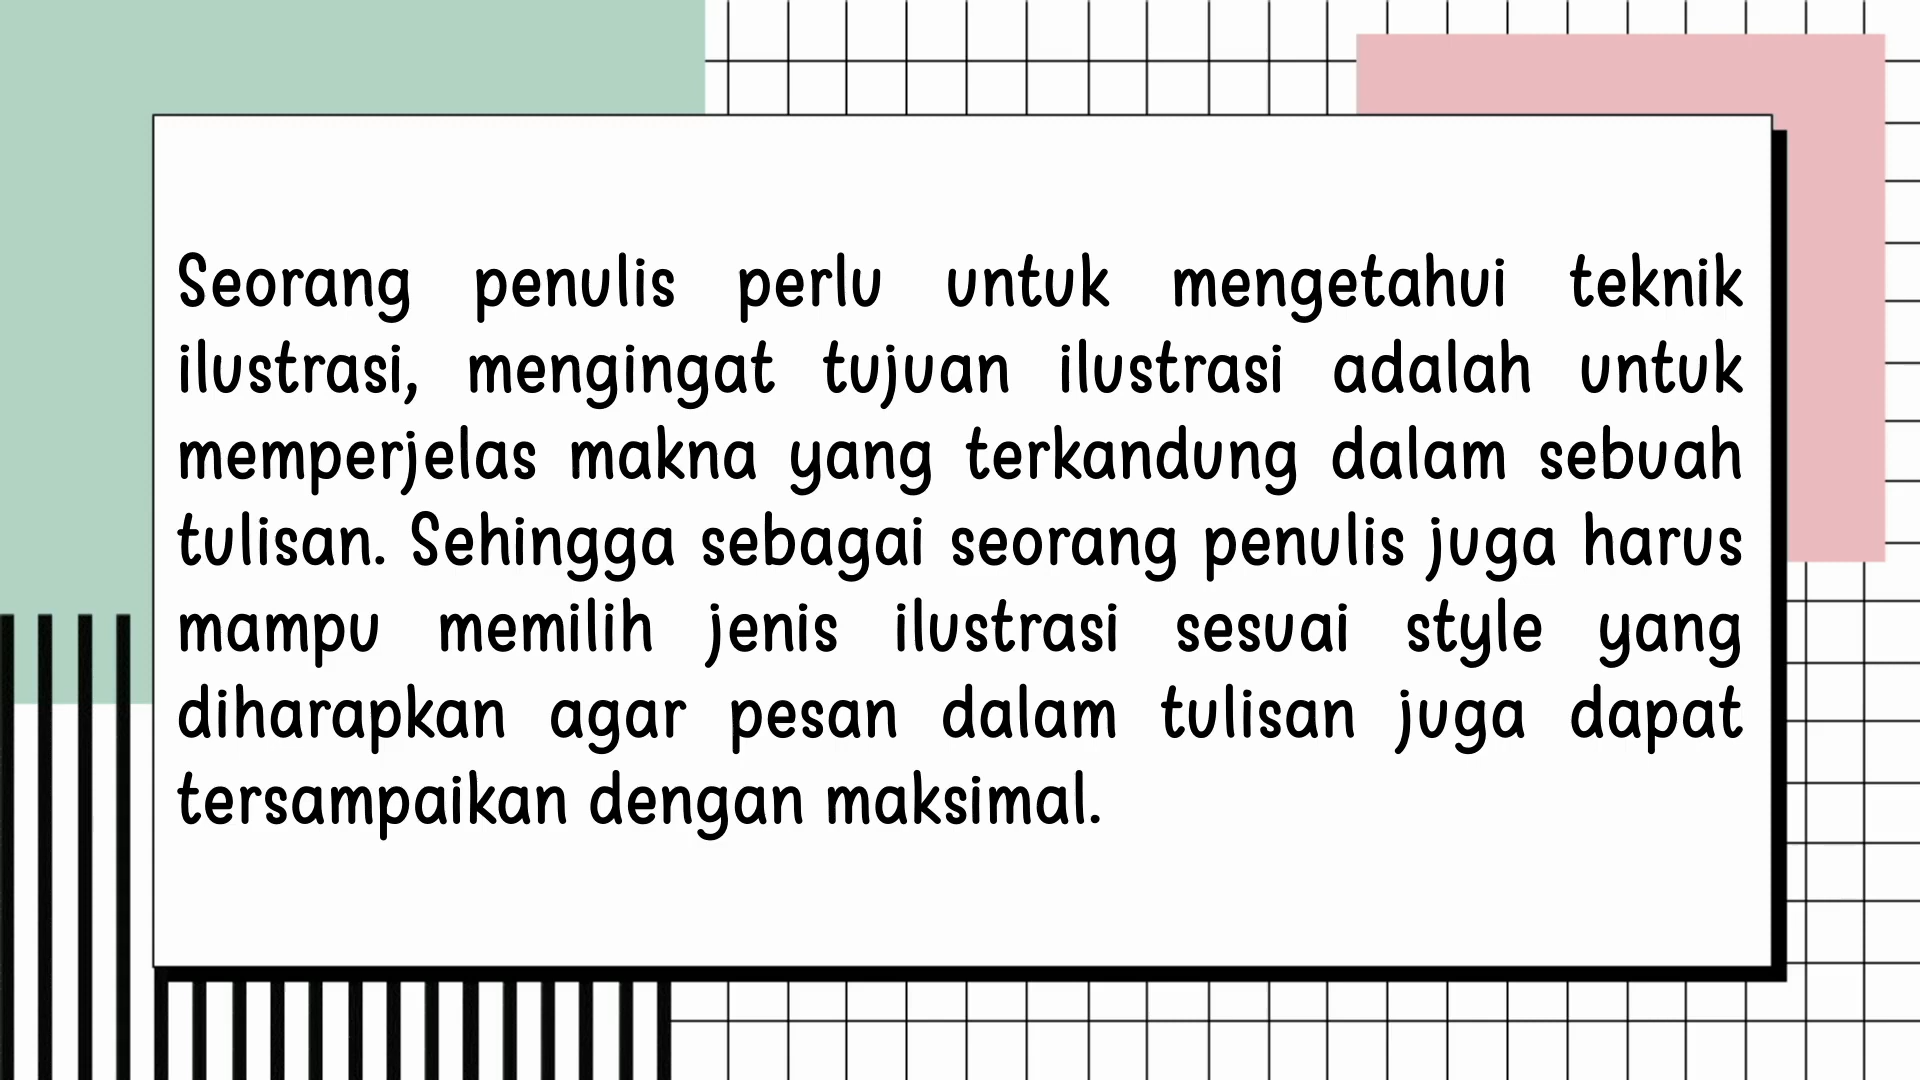 Seorang penulis perlu untuk mengetahui teknik
ilustrasi, mengingat tujuan ilustrasi adalah untuk
memperjelas makna yang terkandung dalam sebuah
tulisan. Sehingga sebagai seorang penulis juga harus
mampu memilih jenis ilustrasi sesuai style yang
diharapkan agar pesan dalam tulisan juga dapat
tersampaikan dengan maksimal.